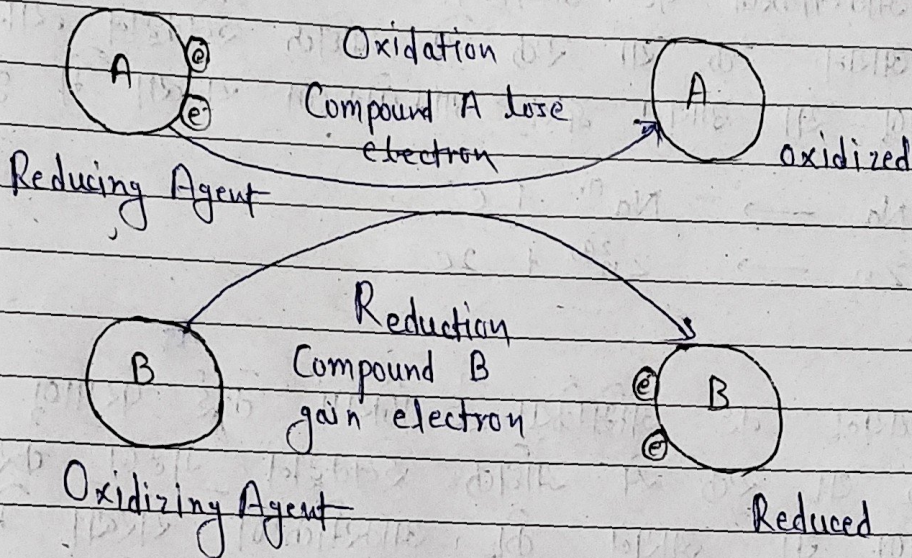 A
e
e
Oxidation
Compound A lose
electron
A
oxidized
Reducing Agent
B
Reduction
Compound B
gain electron
e
e
B
Oxidizing Agent
Reduced